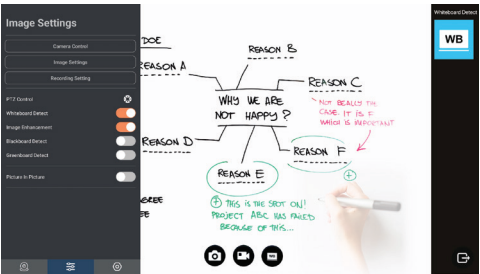 Image Settings
Camera Control
Image Settings
Recording Setting
PTZ Control
Whiteboard Detect
Image Enhancement
Blackboard Detect
Greenboard Detect
Picture In Picture
DOE
REASON A
REASON B
REASON C
WHY WE ARE
NOT HAPPY?
NOT REALLY THE
CASE. IT IS F
WHICH IS IMPORTANT
REASON D
REASON F
REASON E
THIS IS THE SPOT ON!
PROJECT ABC HAS FAILED
BECAUSE OF THIS...
GREE
EE
Whiteboard Detect
WB